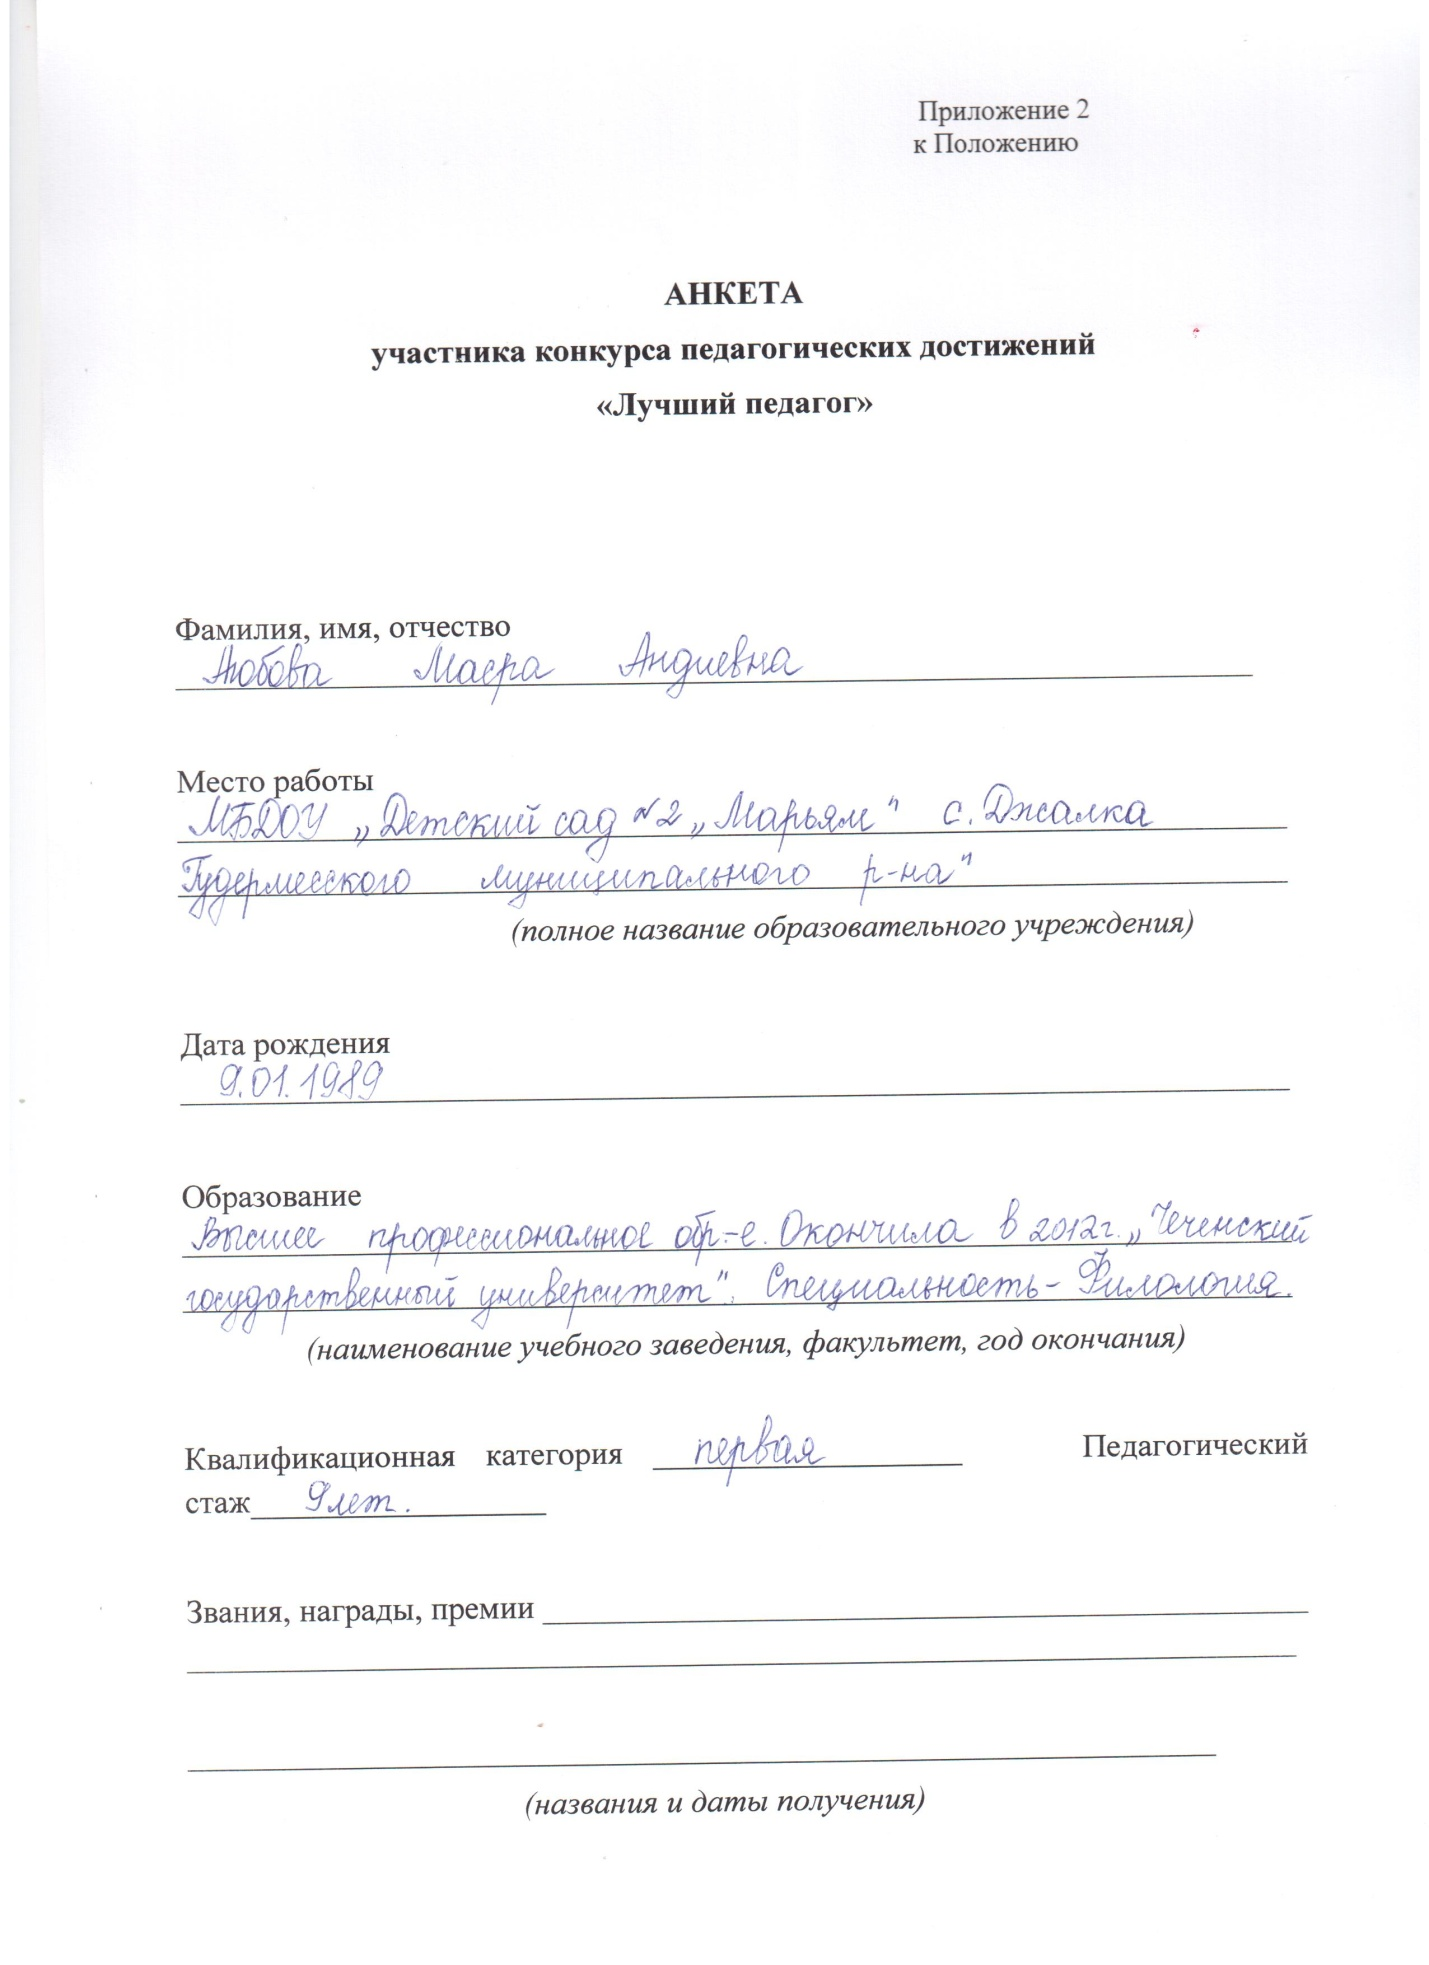 Приложение 2
к Положению
АНКЕТА
участника конкурса педагогических достижений
«Лучший педагог»
Фамилия, имя, отчество
Аюбова Маера Андиевна
Место работы
МБДОУ „Детский сад №2 „Марьям" с. Джалка
Гудермесского муниципального р-на"
(полное название образовательного учреждения)
Дата рождения
9.01.1989
Образование
Высшее профессиональное обр.-е. Окончила в 2012г. „Чеченский
государственный университет". Специальность - Филология.
(наименование учебного заведения, факультет, год окончания)
Квалификационная категория первая Педагогический
стаж 9 лет.
Звания, награды, премии
(названия и даты получения)